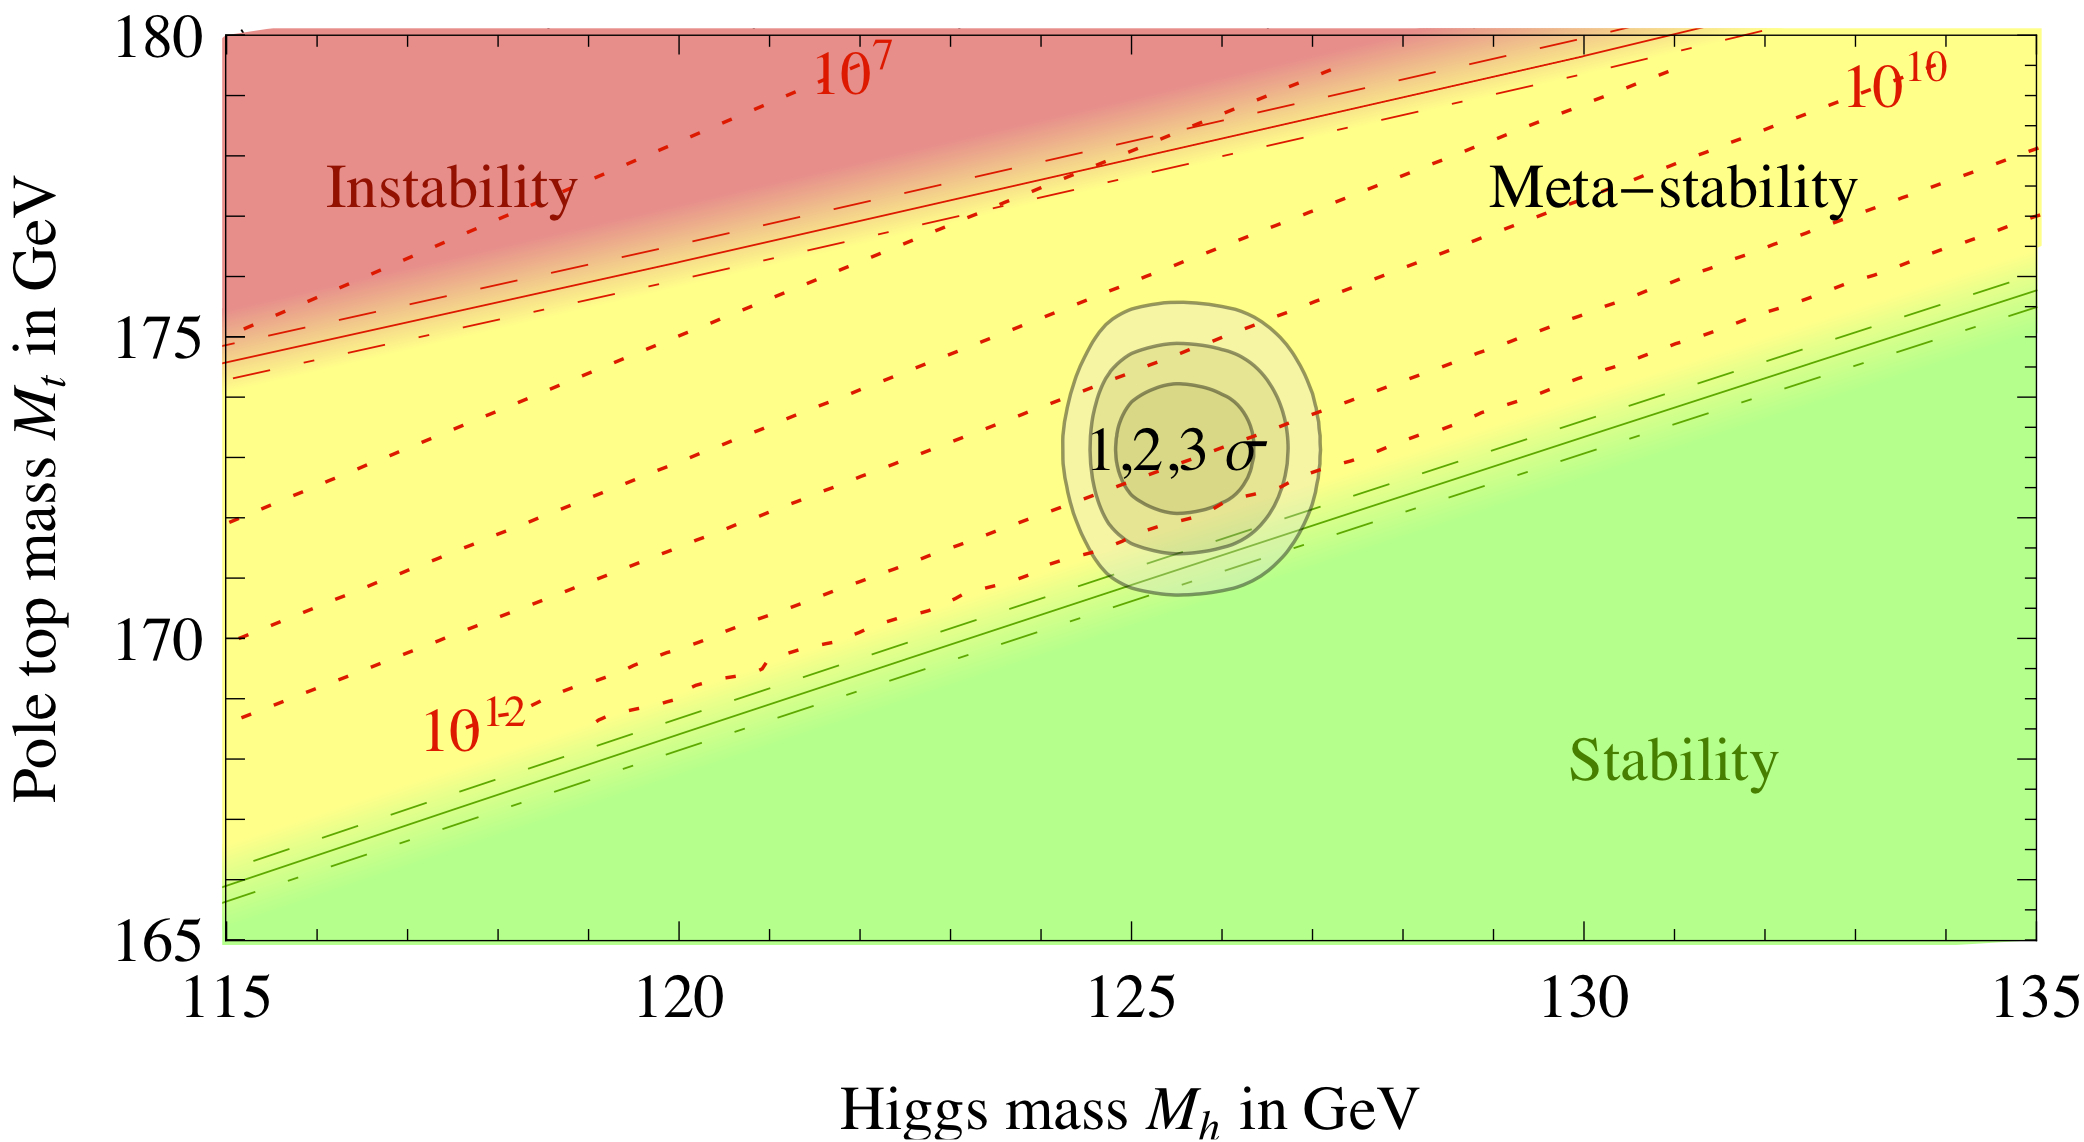 180
175
170
165
115
120
125
130
135
Pole top mass M_t in GeV
Higgs mass M_h in GeV
10^7
10^10
Instability
Meta−stability
1,2,3 σ
10^12
Stability